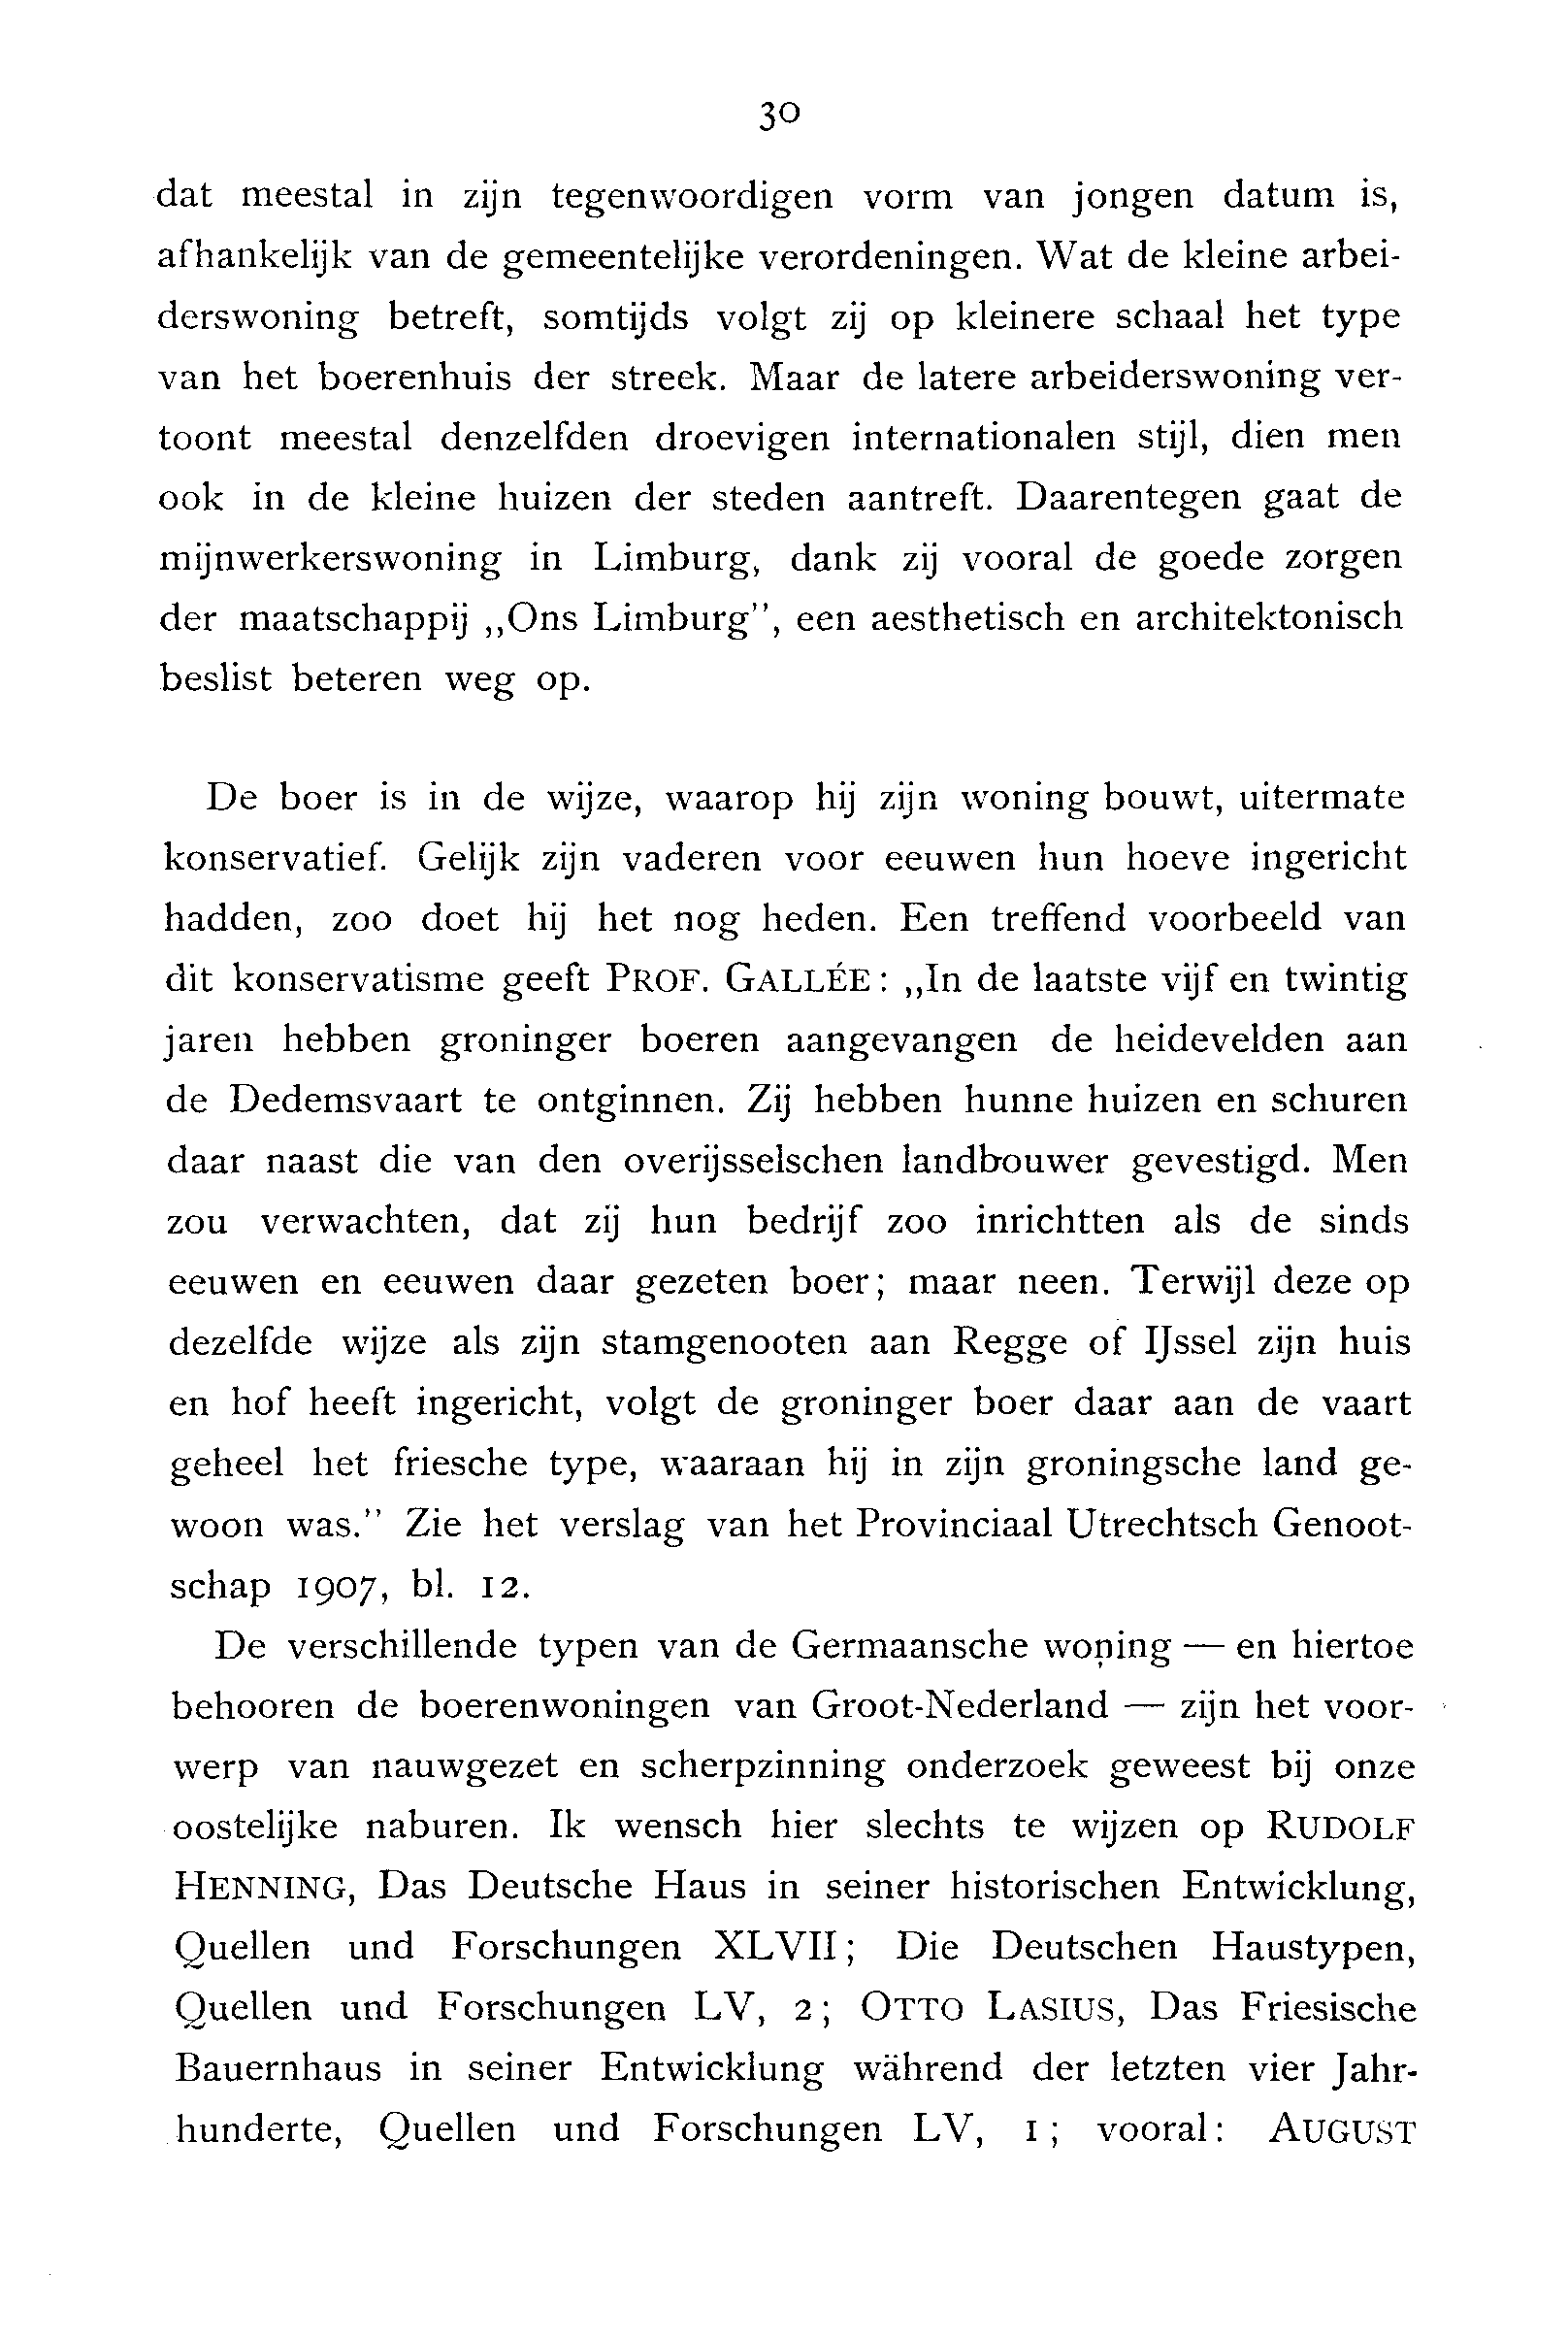 30
dat meestal in zijn tegenwoordigen vorm van jongen datum is,
afhankelijk van de gemeentelijke verordeningen. Wat de kleine arbei-
derswoning betreft, somtijds volgt zij op kleinere schaal het type
van het boerenhuis der streek. Maar de latere arbeiderswoning ver-
toont meestal denzelfden droevigen internationalen stijl, dien men
ook in de kleine huizen der steden aantreft. Daarentegen gaat de
mijnwerkerswoning in Limburg, dank zij vooral de goede zorgen
der maatschappij „Ons Limburg”, een aesthetisch en architektonisch
beslist beteren weg op.
De boer is in de wijze, waarop hij zijn woning bouwt, uitermate
konservatief. Gelijk zijn vaderen voor eeuwen hun hoeve ingericht
hadden, zoo doet hij het nog heden. Een treffend voorbeeld van
dit konservatisme geeft PROF. GALLÉE: „In de laatste vijf en twintig
jaren hebben groninger boeren aangevangen de heidevelden aan
de Dedemsvaart te ontginnen. Zij hebben hunne huizen en schuren
daar naast die van den overijsselschen landbouwer gevestigd. Men
zou verwachten, dat zij hun bedrijf zoo inrichtten als de sinds
eeuwen en eeuwen daar gezeten boer; maar neen. Terwijl deze op
dezelfde wijze als zijn stamgenooten aan Regge of IJssel zijn huis
en hof heeft ingericht, volgt de groninger boer daar aan de vaart
geheel het friesche type, waaraan hij in zijn groningsche land ge-
woon was.” Zie het verslag van het Provinciaal Utrechtsch Genoot-
schap 1907, bl. 12.
De verschillende typen van de Germaansche woning — en hiertoe
behooren de boerenwoningen van Groot-Nederland — zijn het voor-
werp van nauwgezet en scherpzinning onderzoek geweest bij onze
oostelijke naburen. Ik wensch hier slechts te wijzen op RUDOLF
HENNING, Das Deutsche Haus in seiner historischen Entwicklung,
Quellen und Forschungen XLVII; Die Deutschen Haustypen,
Quellen und Forschungen LV, 2; OTTO LASIUS, Das Friesische
Bauernhaus in seiner Entwicklung während der letzten vier Jahr-
hunderte, Quellen und Forschungen LV, 1; vooral: AUGUST